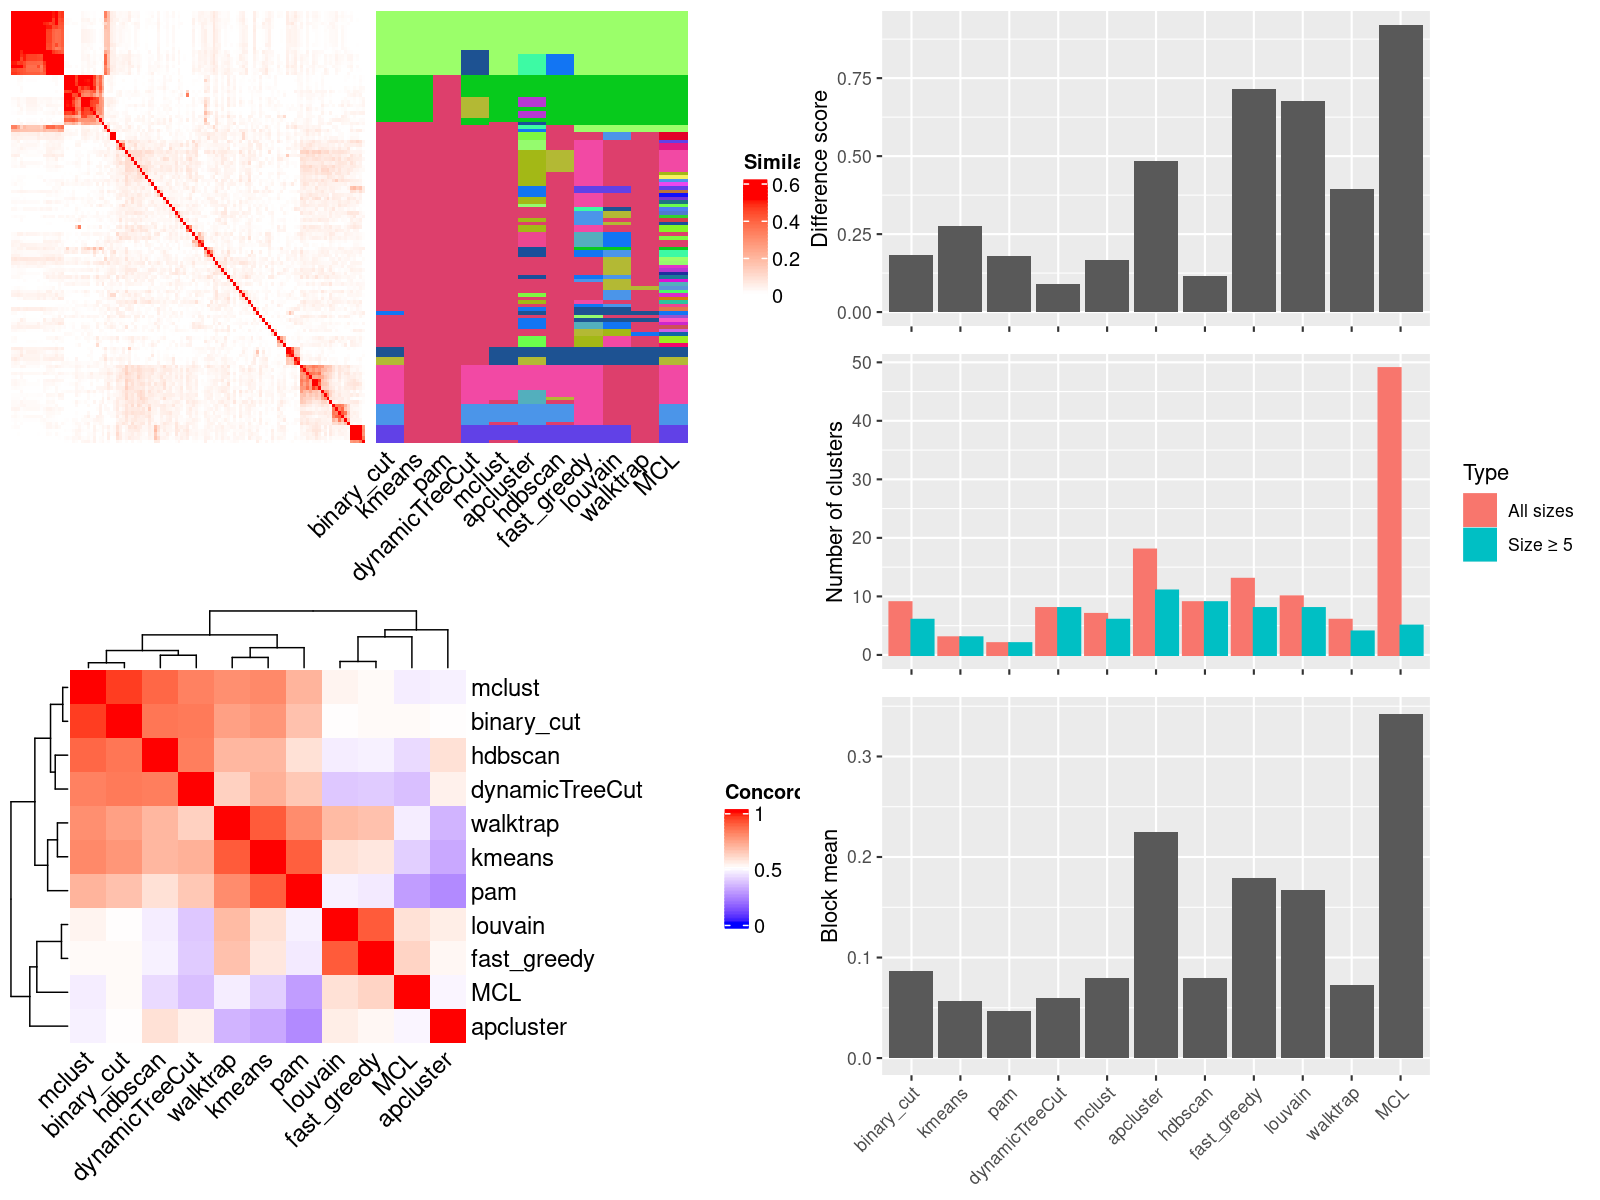 Simila
0.6
0.4
0.2
0
binary_cut
kmeans
pam
dynamicTreeCut
mclust
apcluster
hdbscan
fast_greedy
louvain
walktrap
MCL
mclust
binary_cut
hdbscan
dynamicTreeCut
walktrap
kmeans
pam
louvain
fast_greedy
MCL
apcluster
mclust
binary_cut
hdbscan
dynamicTreeCut
walktrap
kmeans
pam
louvain
fast_greedy
MCL
apcluster
Concord
1
0.5
0
Difference score
0.75
0.50
0.25
0.00
Number of clusters
50
40
30
20
10
0
Type
All sizes
Size ≥ 5
Block mean
0.3
0.2
0.1
0.0
binary_cut
kmeans
pam
dynamicTreeCut
mclust
apcluster
hdbscan
fast_greedy
louvain
walktrap
MCL